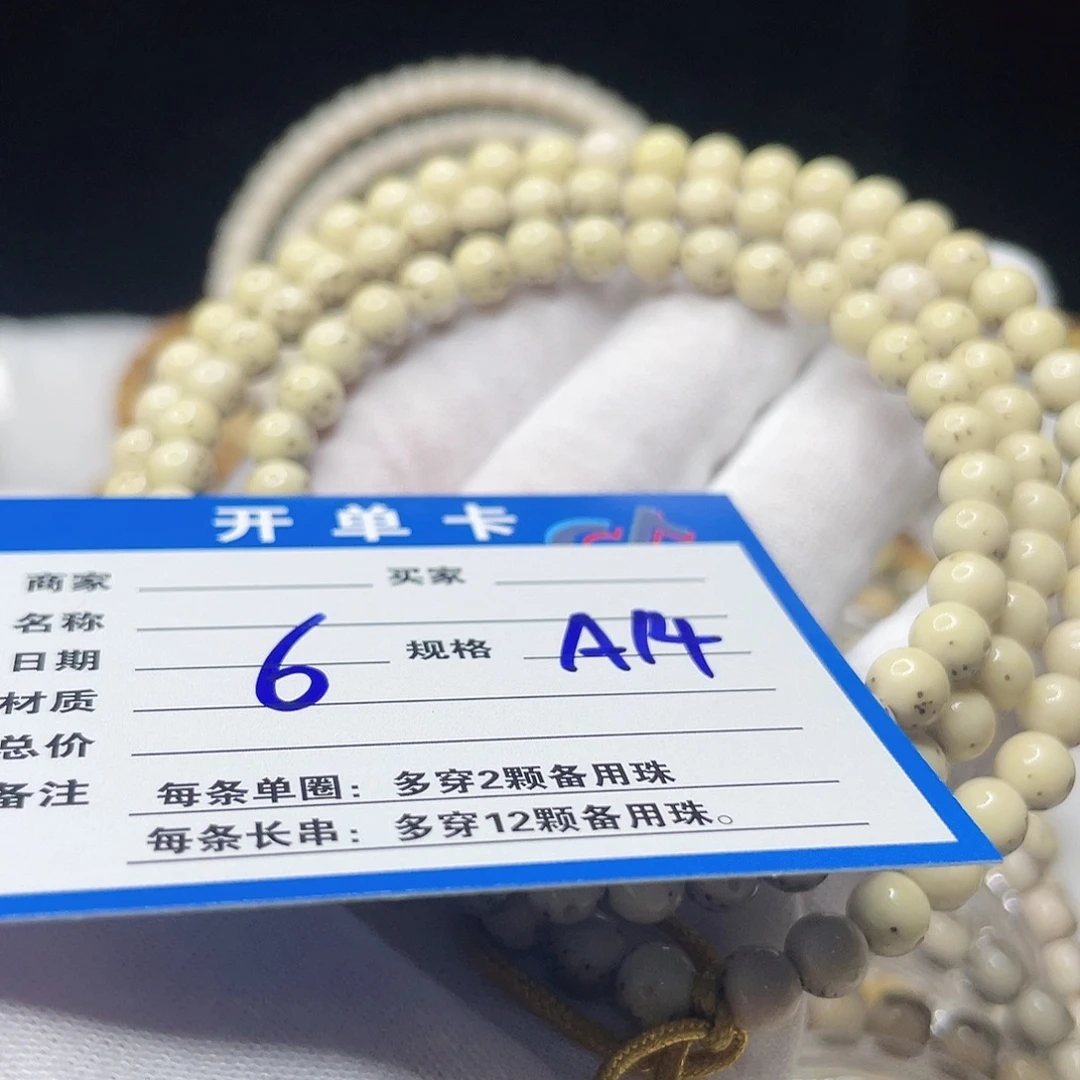 开单卡
商家 买家
名称
日期 6 规格 A14
材质
总价
备注 每条单圈：多穿2颗备用珠
每条长串：多穿12颗备用珠。